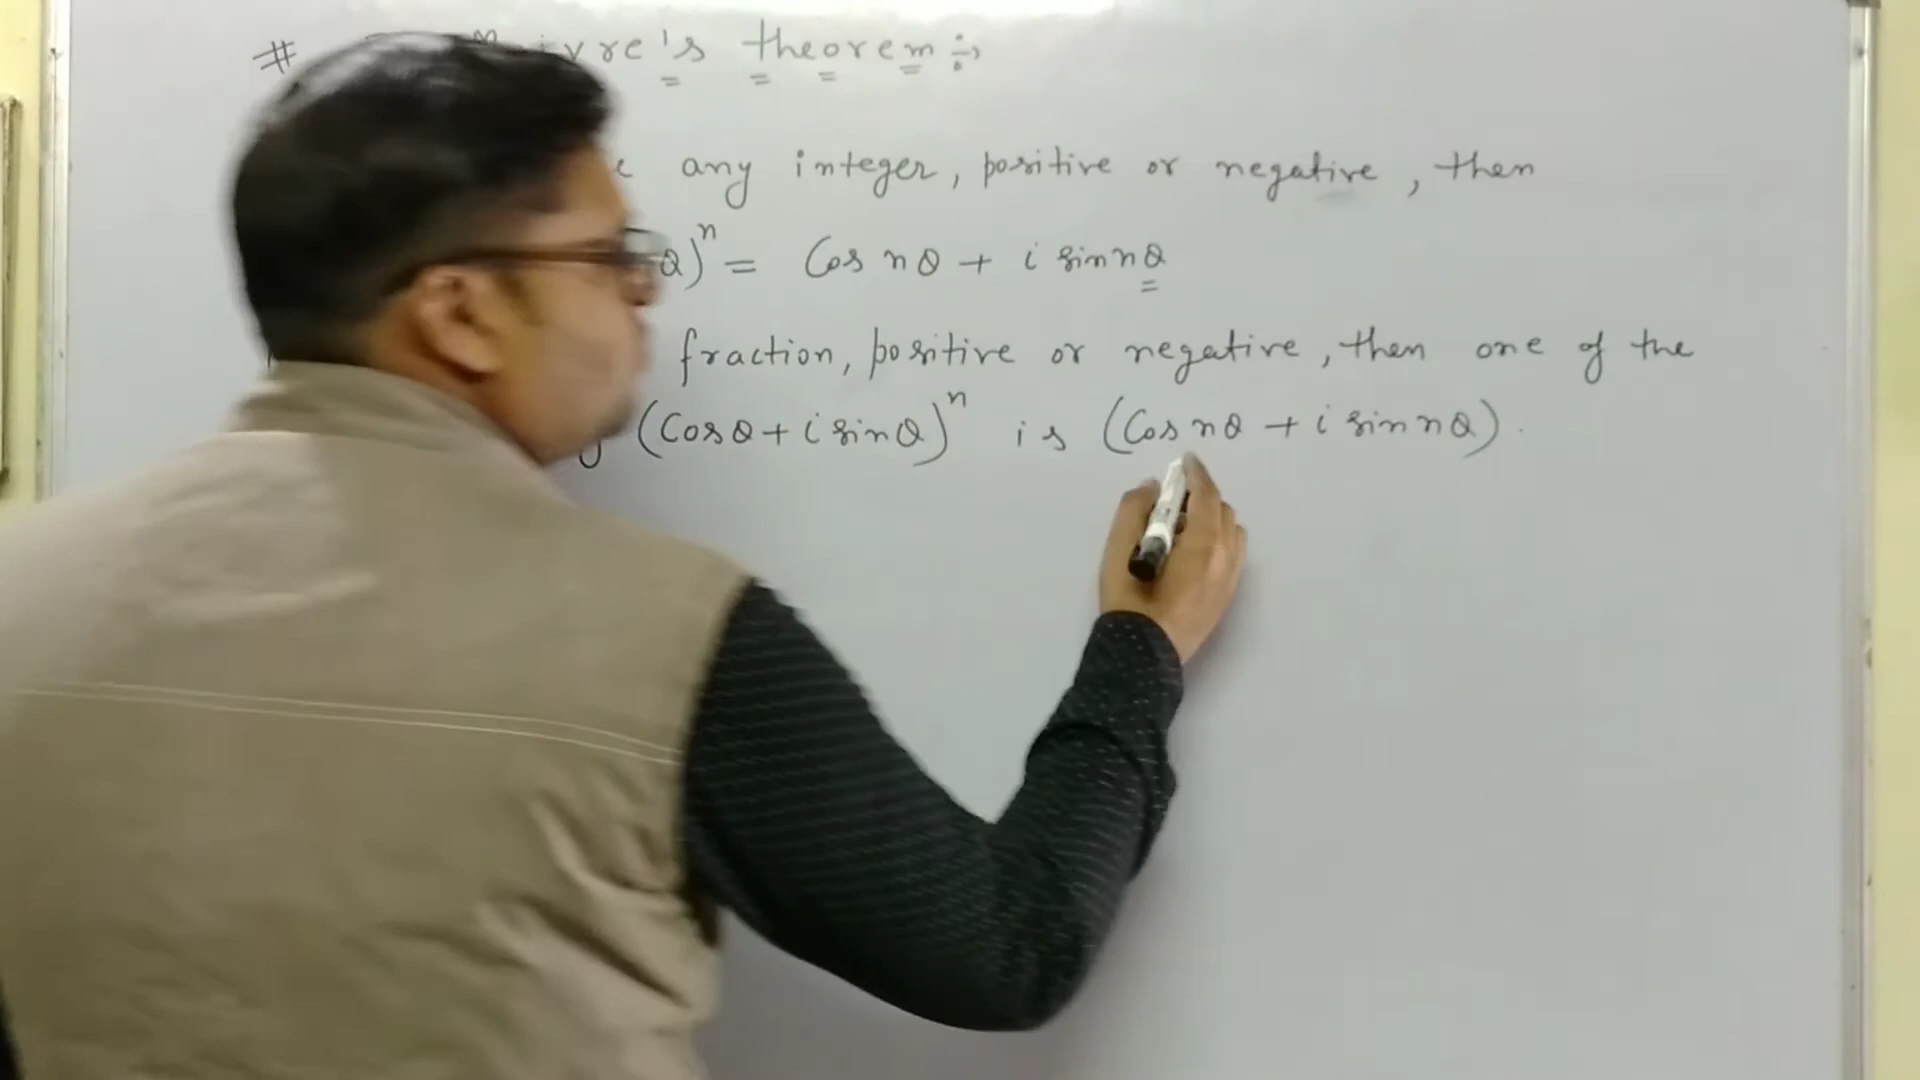 # theorem :-
any integer, positive or negative, then
θ)ⁿ = Cos nθ + i sin nθ
fraction, positive or negative, then one of the
(Cosθ + i sinθ)ⁿ is (Cos nθ + i sin nθ).